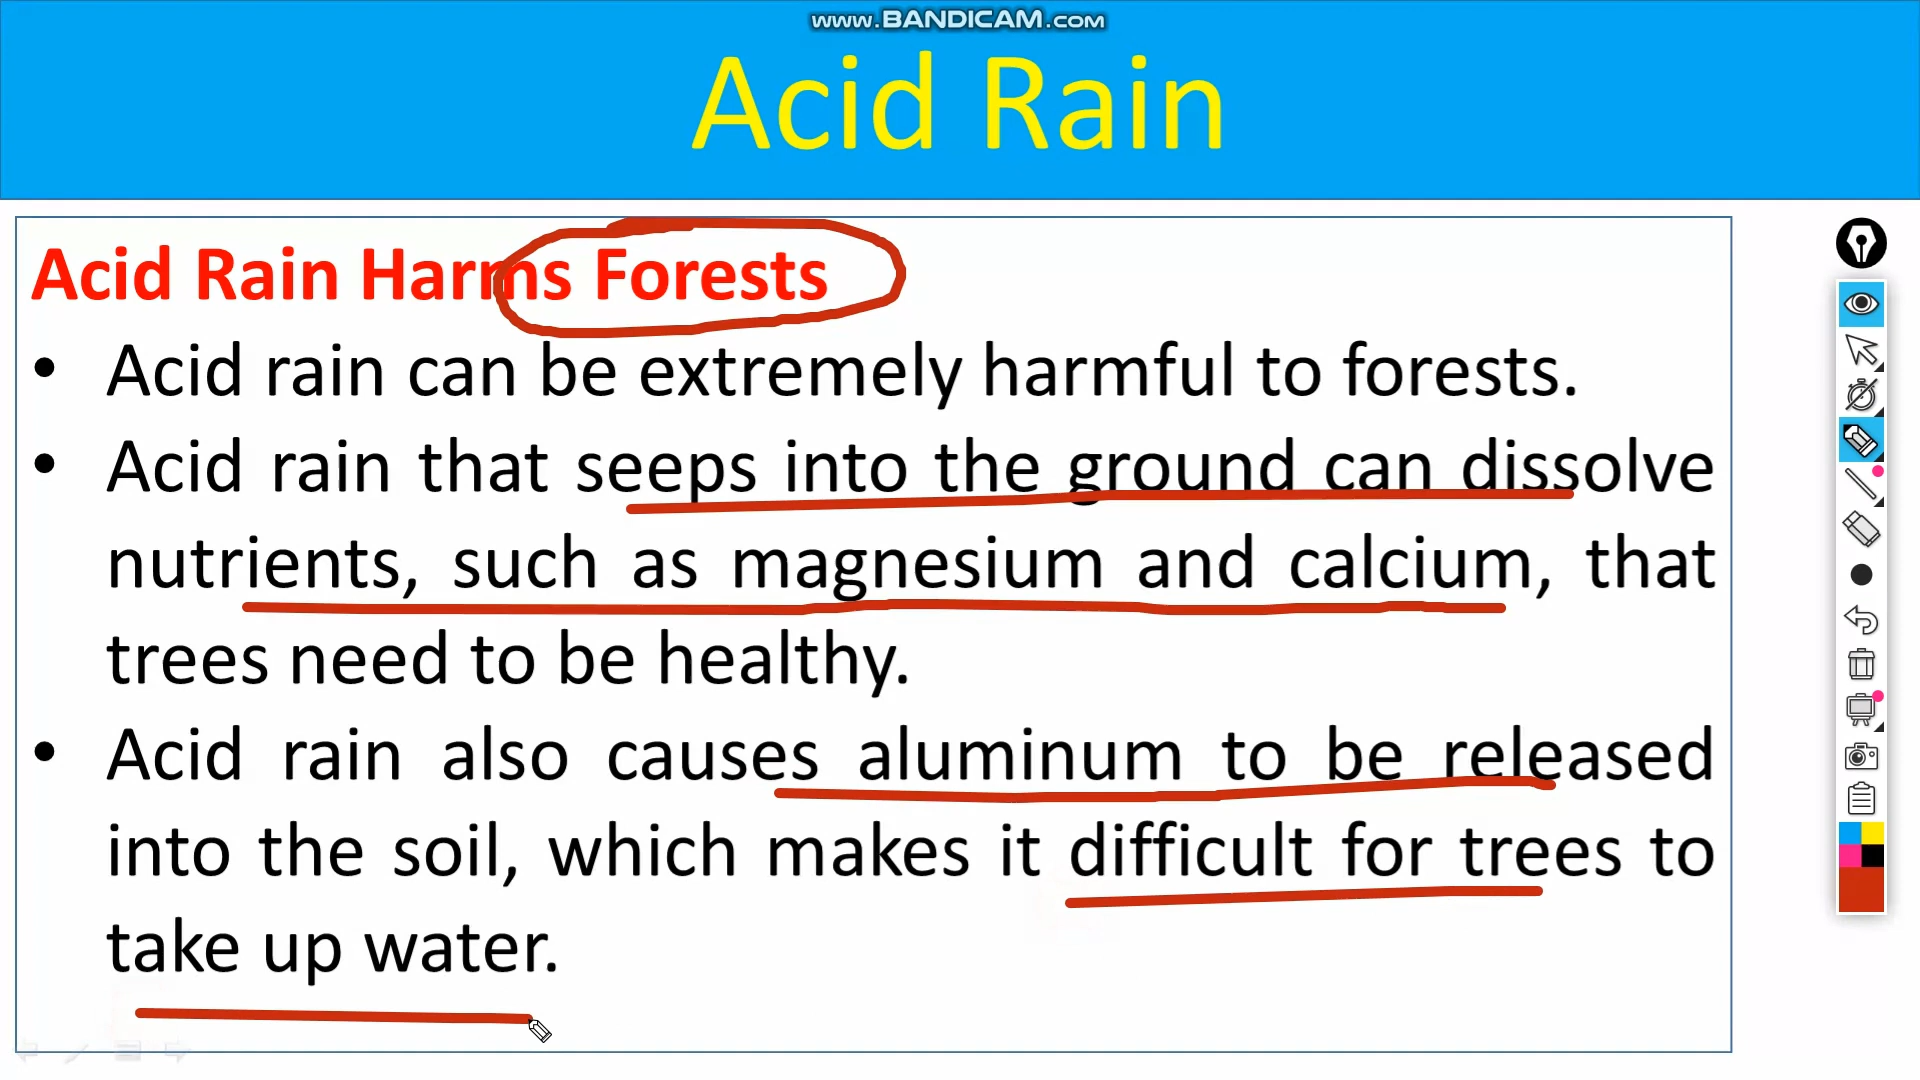 www.BANDICAM.com
Acid Rain
Acid Rain Harms Forests
• Acid rain can be extremely harmful to forests.
• Acid rain that seeps into the ground can dissolve
nutrients, such as magnesium and calcium, that
trees need to be healthy.
• Acid rain also causes aluminum to be released
into the soil, which makes it difficult for trees to
take up water.